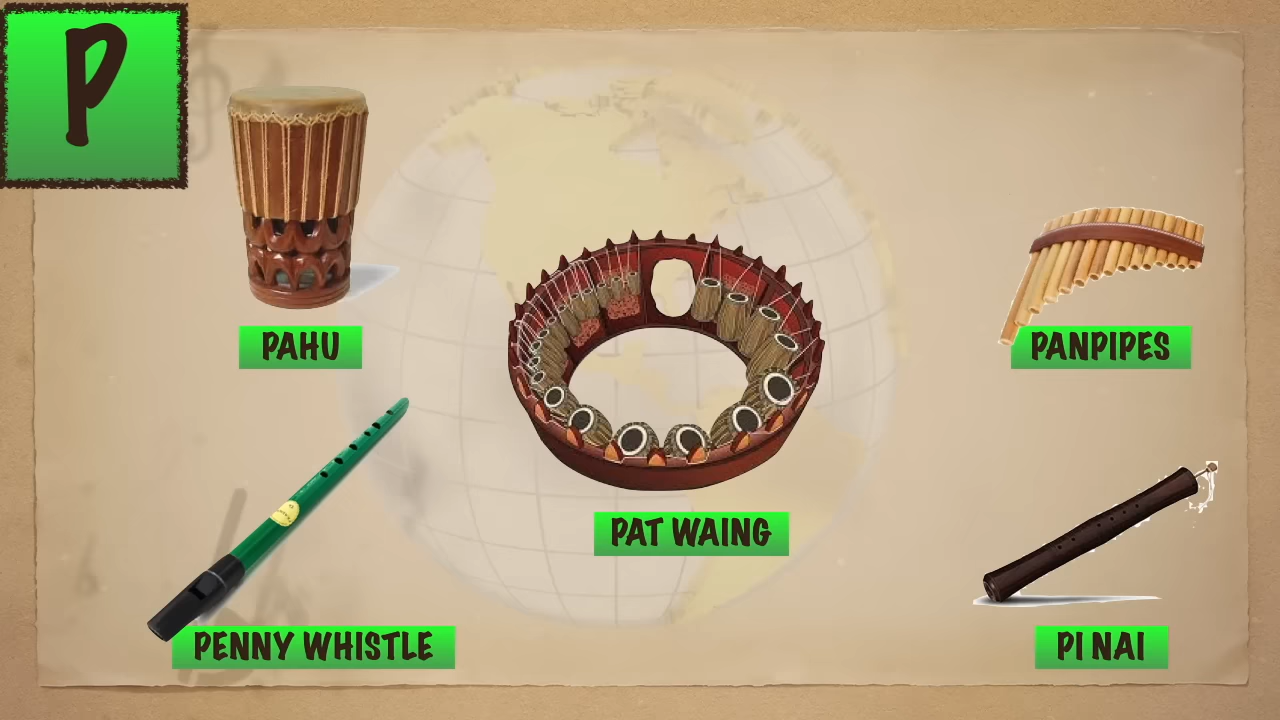 P
PAHU
PANPIPES
PAT WAING
PENNY WHISTLE
PI NAI